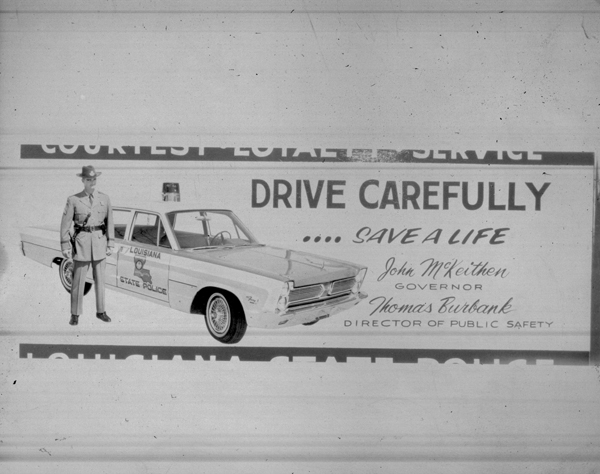 COURTESY LOYALTY SERVICE
DRIVE CAREFULLY
.... SAVE A LIFE
John McKeithen
GOVERNOR
Thomas Burbank
DIRECTOR OF PUBLIC SAFETY
LOUISIANA
STATE POLICE
LOUISIANA STATE POLICE